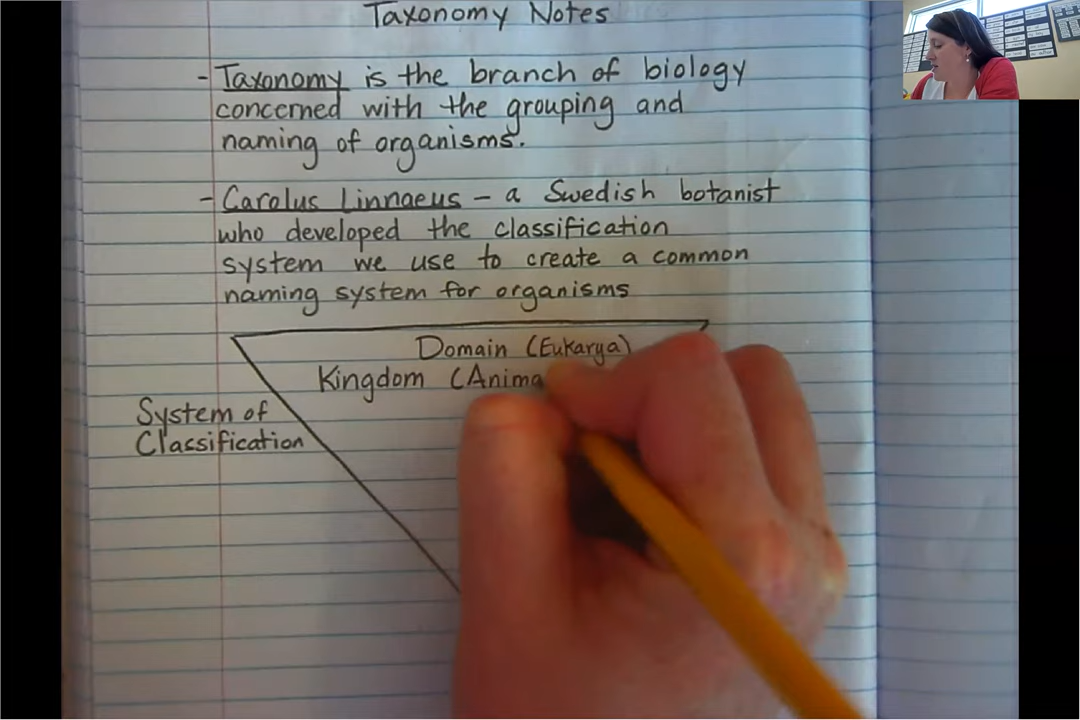 Taxonomy Notes
- Taxonomy is the branch of biology
concerned with the grouping and
naming of organisms.
- Carolus Linnaeus – a Swedish botanist
who developed the classification
system we use to create a common
naming system for organisms
Domain (Eukarya)
Kingdom (Anima
System of
Classification